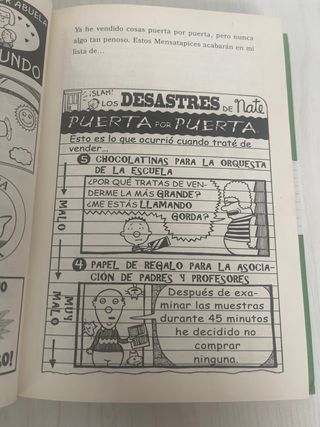 Ya he vendido cosas puerta por puerta, pero nunca
algo tan penoso. Estos Mensatapices acabarán en mi
lista de…
¡SLAM!
LOS DESASTRES DE Nate
PUERTA POR PUERTA
Esto es lo que ocurrió cuando traté de
vender...
5 CHOCOLATINAS PARA LA ORQUESTA
DE LA ESCUELA
¿POR QUÉ TRATAS DE VEN-
DERME LA MÁS GRANDE?
¿ME ESTÁS LLAMANDO
GORDA?
MALO
4 PAPEL DE REGALO PARA LA ASOCIA-
CIÓN DE PADRES Y PROFESORES
MUY
MALO
Después de exa-
minar las muestras
durante 45 minutos
he decidido no
comprar
ninguna.
ABUELA
UNDO
O!